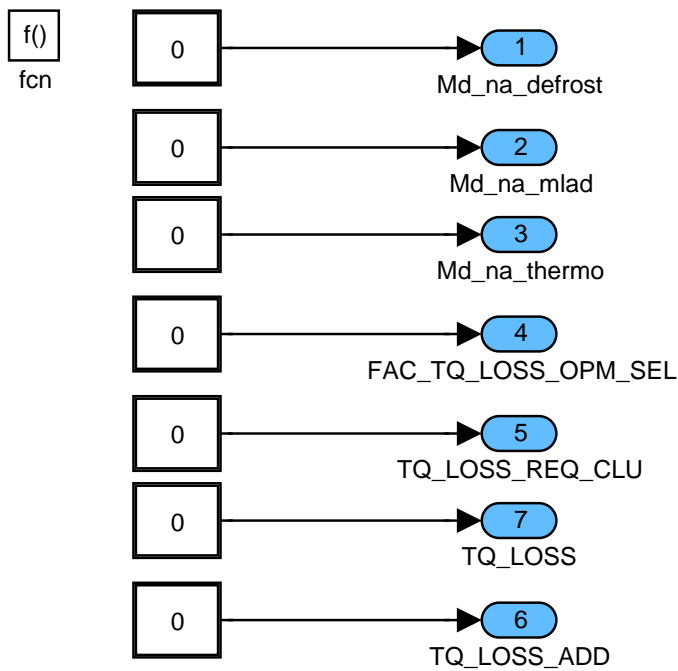 f()
fcn
0
1
Md_na_defrost
0
2
Md_na_mlad
0
3
Md_na_thermo
0
4
FAC_TQ_LOSS_OPM_SEL
0
5
TQ_LOSS_REQ_CLU
0
7
TQ_LOSS
0
6
TQ_LOSS_ADD